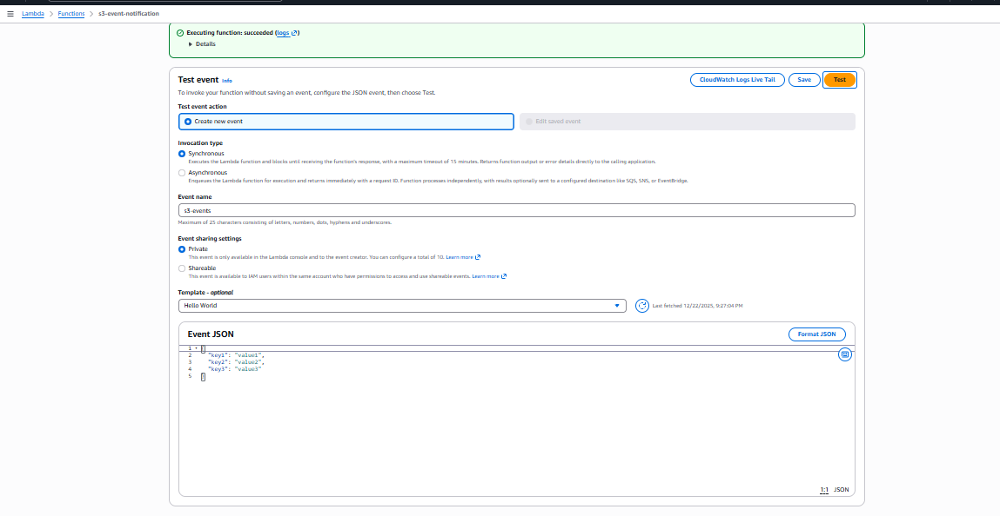 Lambda > Functions > s3-event-notification
Executing function: succeeded (logs)
Details
Test event Info
CloudWatch Logs Live Tail Save Test
To invoke your function without saving an event, configure the JSON event, then choose Test.
Test event action
Create new event Edit saved event
Invocation type
Synchronous
Executes the Lambda function and blocks until receiving the function's response, with a maximum timeout of 15 minutes. Returns function output or error details directly to the calling application.
Asynchronous
Enqueues the Lambda function for execution and returns immediately with a request ID. Function processes independently, with results optionally sent to a configured destination like SQS, SNS, or EventBridge.
Event name
s3-events
Maximum of 25 characters consisting of letters, numbers, dots, hyphens and underscores.
Event sharing settings
Private
This event is only available in the Lambda console and to the event creator. You can configure a total of 10. Learn more
Shareable
This event is available to IAM users within the same account who have permissions to access and use shareable events. Learn more
Template - optional
Hello World
Last fetched 12/22/2025, 9:27:04 PM
Event JSON Format JSON
1 {
2 "key1": "value1",
3 "key2": "value2",
4 "key3": "value3"
5 }
1:1 JSON